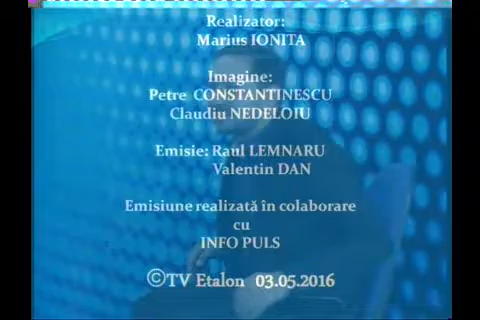 Realizator:
Marius IONITA
Imagine:
Petre CONSTANTINESCU
Claudiu NEDELOIU
Emisie: Raul LEMNARU
Valentin DAN
Emisiune realizată în colaborare
cu
INFO PULS
©TV Etalon 03.05.2016